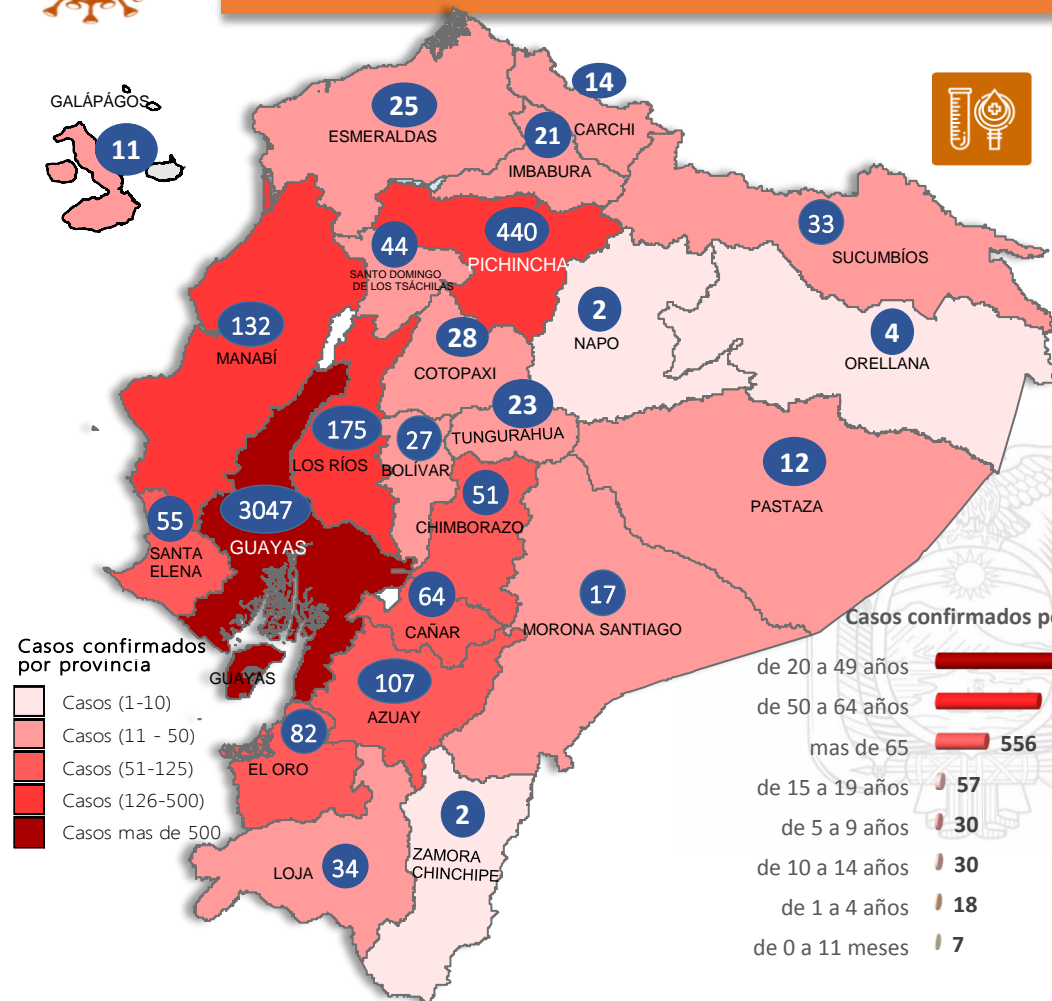 GALÁPÁGOS
11
25
ESMERALDAS
14
CARCHI
21
IMBABURA
33
SUCUMBÍOS
440
PICHINCHA
44
SANTO DOMINGO
DE LOS TSÁCHILAS
132
MANABÍ
2
NAPO
4
ORELLANA
28
COTOPAXI
23
TUNGURAHUA
175
LOS RÍOS
27
BOLÍVAR
12
PASTAZA
51
CHIMBORAZO
3047
GUAYAS
55
SANTA
ELENA
64
CAÑAR
17
MORONA SANTIAGO
GUAYAS
107
AZUAY
82
EL ORO
2
ZAMORA
CHINCHIPE
34
LOJA
Casos confirmados
por provincia
Casos (1-10)
Casos (11 - 50)
Casos (51-125)
Casos (126-500)
Casos mas de 500
Casos confirmados
de 20 a 49 años
de 50 a 64 años
mas de 65 556
de 15 a 19 años 57
de 5 a 9 años 30
de 10 a 14 años 30
de 1 a 4 años 18
de 0 a 11 meses 7